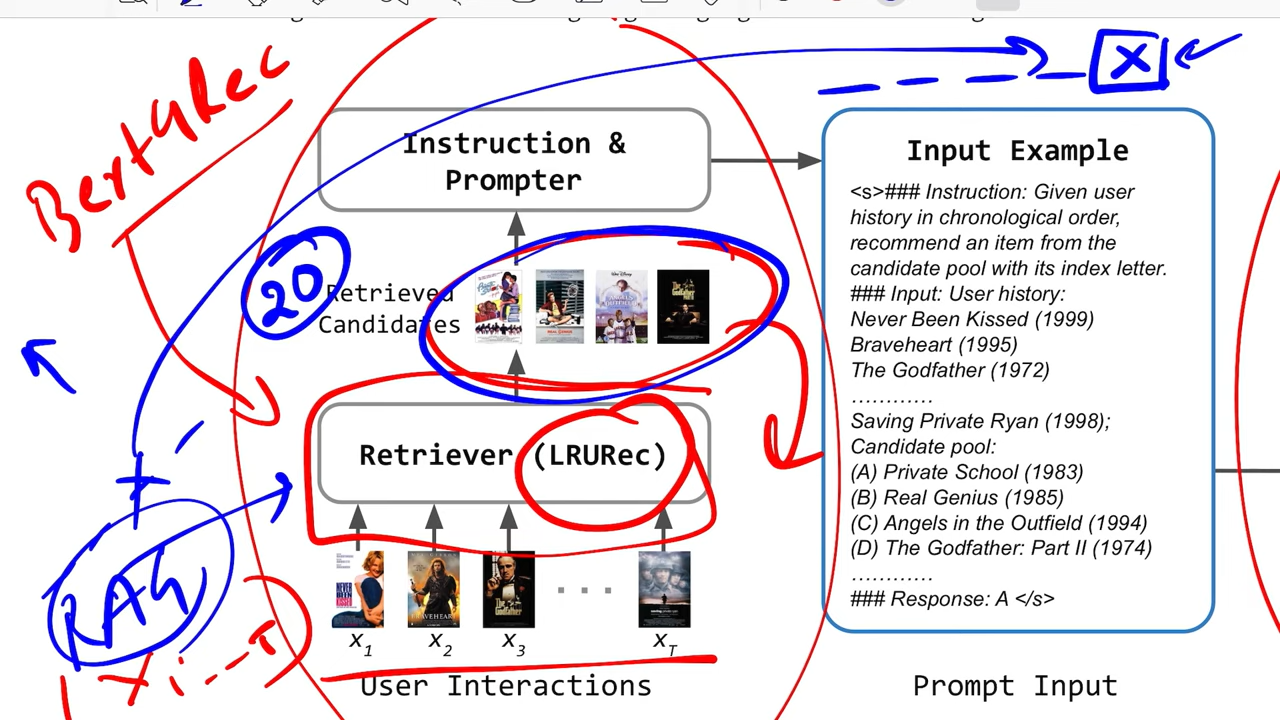 Bert4Rec
X
Instruction &
Prompter
20
Retrieved
Candidates
Retriever (LRURec)
RAG
x1 x2 x3 ... xT
User Interactions
Input Example
<s>### Instruction: Given user
history in chronological order,
recommend an item from the
candidate pool with its index letter.
### Input: User history:
Never Been Kissed (1999)
Braveheart (1995)
The Godfather (1972)
…………
Saving Private Ryan (1998);
Candidate pool:
(A) Private School (1983)
(B) Real Genius (1985)
(C) Angels in the Outfield (1994)
(D) The Godfather: Part II (1974)
…………
### Response: A </s>
Prompt Input